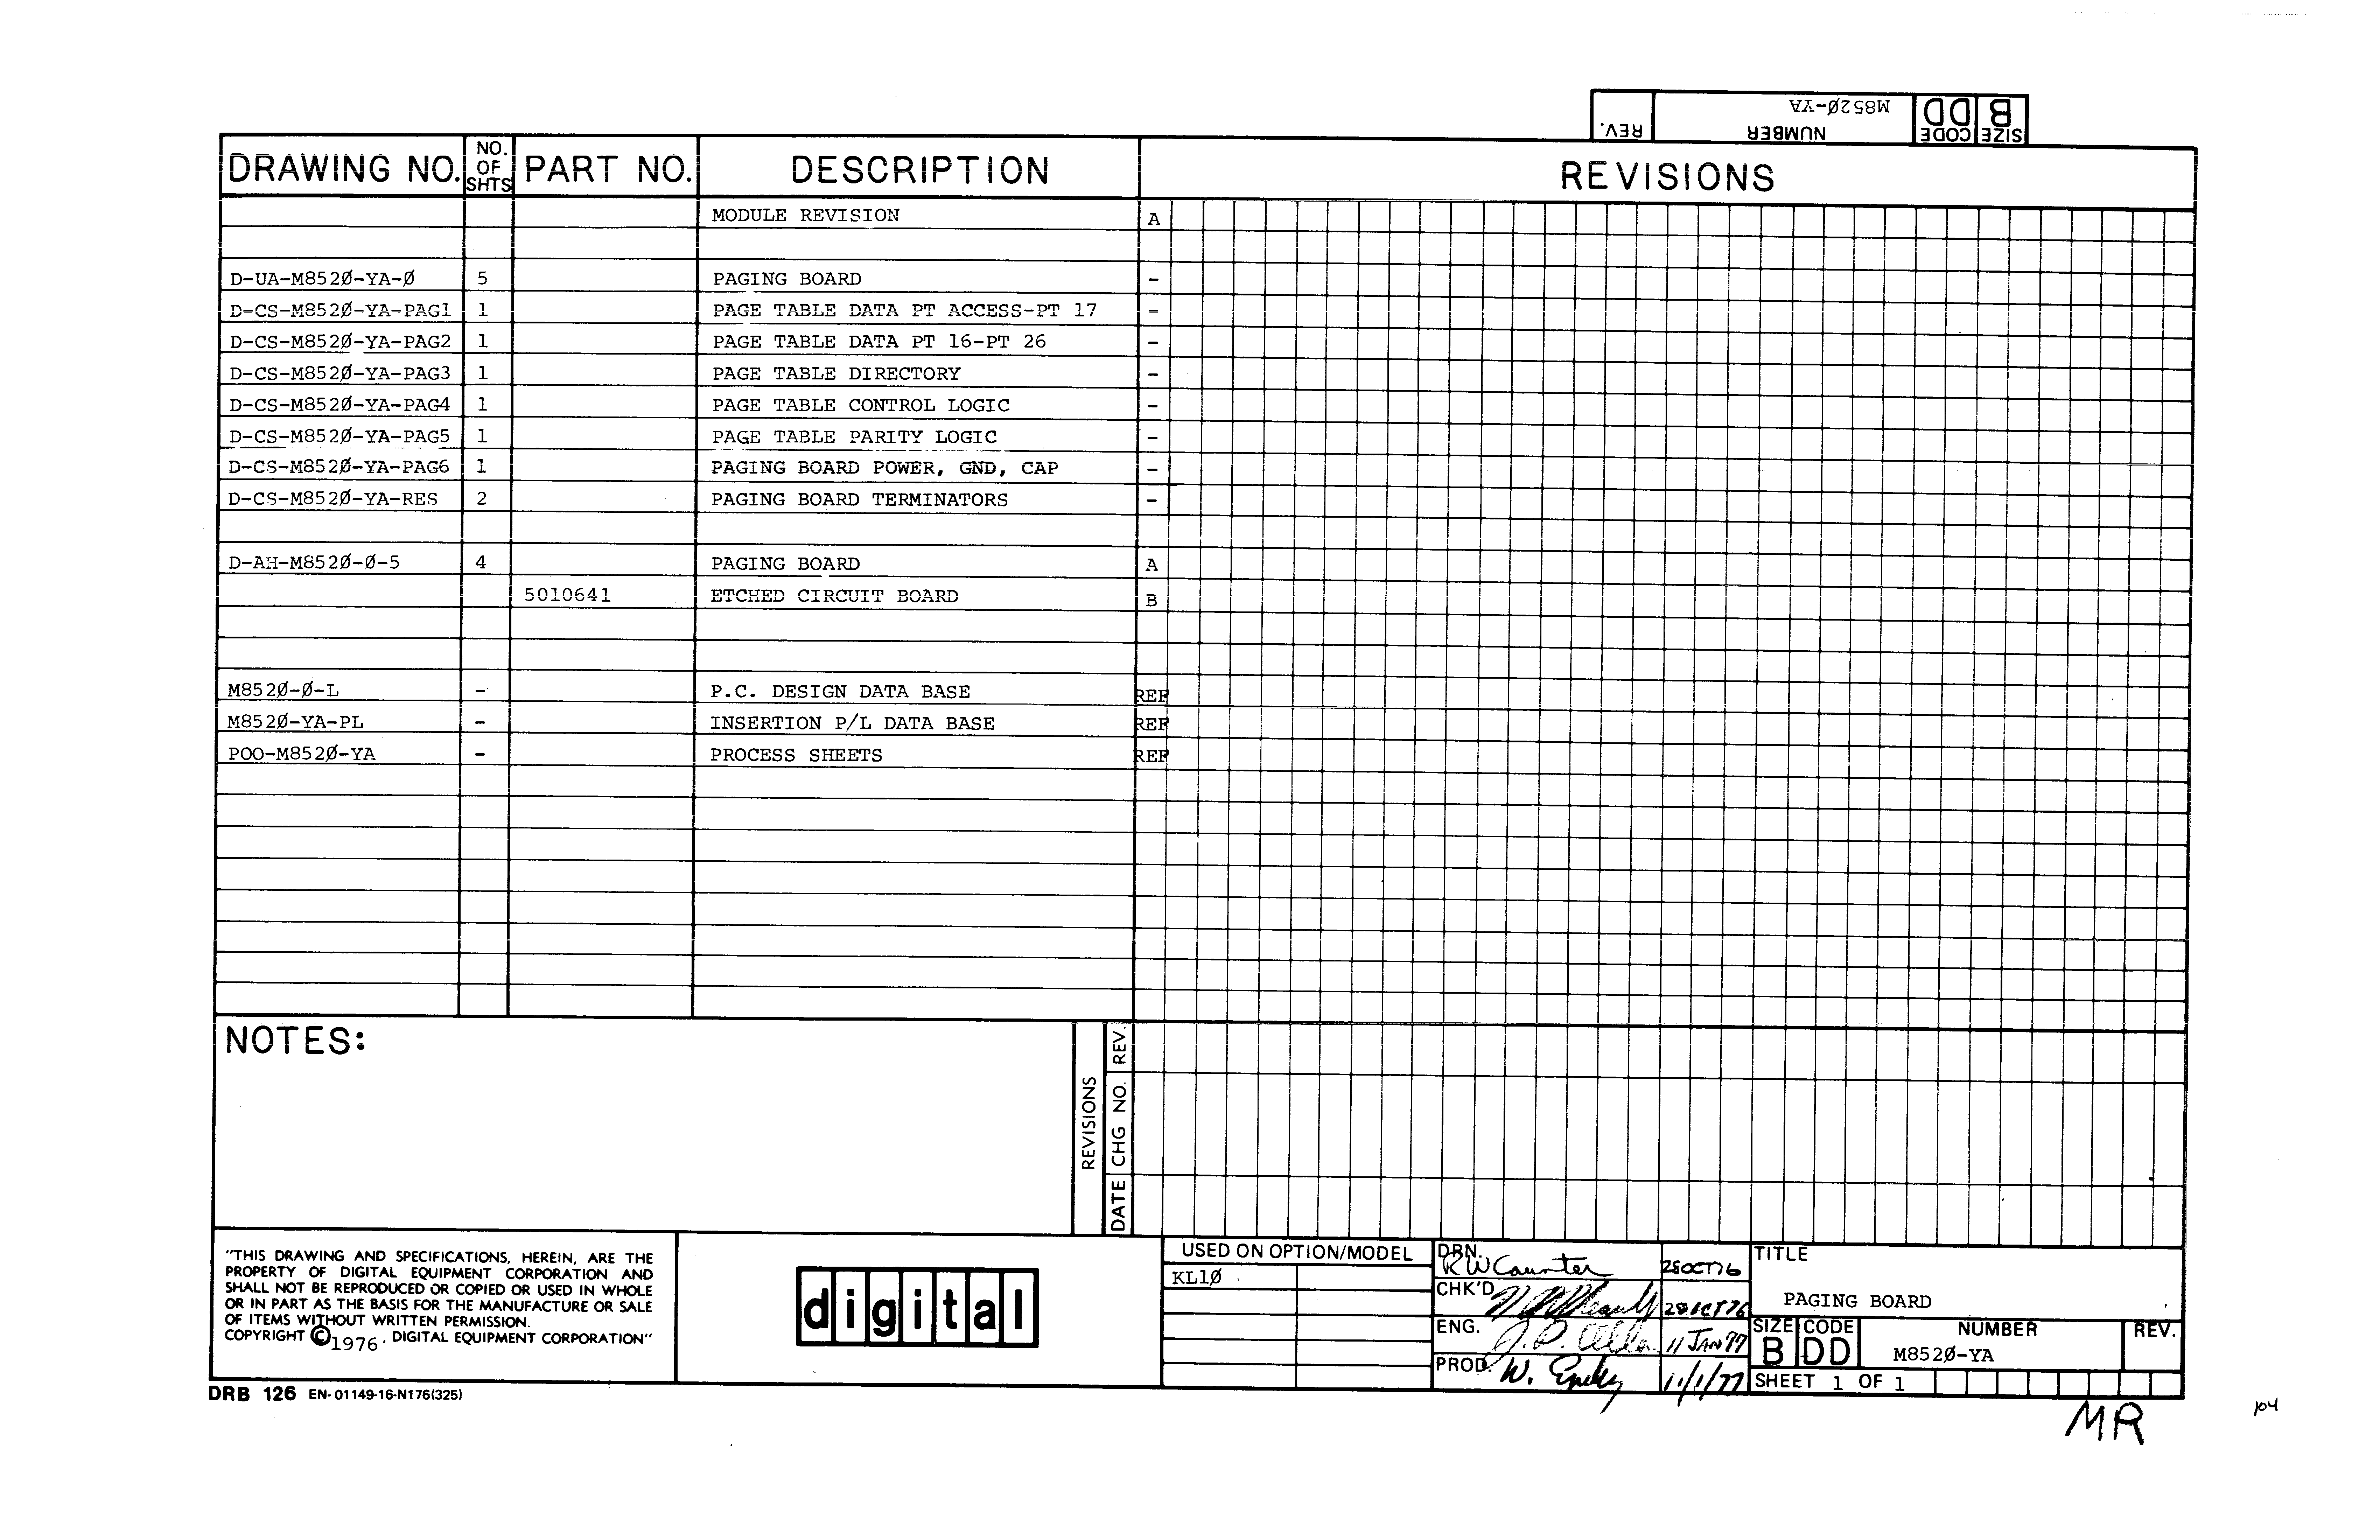 SIZE CODE NUMBER REV.
B DD M852Ø-YA
DRAWING NO. NO. OF SHTS PART NO. DESCRIPTION REVISIONS
MODULE REVISION A
D-UA-M852Ø-YA-Ø 5 PAGING BOARD -
D-CS-M852Ø-YA-PAG1 1 PAGE TABLE DATA PT ACCESS-PT 17 -
D-CS-M852Ø-YA-PAG2 1 PAGE TABLE DATA PT 16-PT 26 -
D-CS-M852Ø-YA-PAG3 1 PAGE TABLE DIRECTORY -
D-CS-M852Ø-YA-PAG4 1 PAGE TABLE CONTROL LOGIC -
D-CS-M852Ø-YA-PAG5 1 PAGE TABLE PARITY LOGIC -
D-CS-M852Ø-YA-PAG6 1 PAGING BOARD POWER, GND, CAP -
D-CS-M852Ø-YA-RES 2 PAGING BOARD TERMINATORS -
D-AH-M852Ø-Ø-5 4 PAGING BOARD A
5010641 ETCHED CIRCUIT BOARD B
M852Ø-Ø-L - P.C. DESIGN DATA BASE REF
M852Ø-YA-PL - INSERTION P/L DATA BASE REF
POO-M852Ø-YA - PROCESS SHEETS REF
NOTES:
REVISIONS
DATE CHG NO. REV.
"THIS DRAWING AND SPECIFICATIONS, HEREIN, ARE THE
PROPERTY OF DIGITAL EQUIPMENT CORPORATION AND
SHALL NOT BE REPRODUCED OR COPIED OR USED IN WHOLE
OR IN PART AS THE BASIS FOR THE MANUFACTURE OR SALE
OF ITEMS WITHOUT WRITTEN PERMISSION.
COPYRIGHT © 1976, DIGITAL EQUIPMENT CORPORATION"
digital
USED ON OPTION/MODEL
KL1Ø
DRN. RW Caunter 28OCT76
CHK'D 28 OCT 76
ENG. 11 JAN 77
PROD. W. 11/1/77
TITLE
PAGING BOARD
SIZE CODE NUMBER REV.
B DD M852Ø-YA
SHEET 1 OF 1
DRB 126 EN-01149-16-N176(325)
MR
104